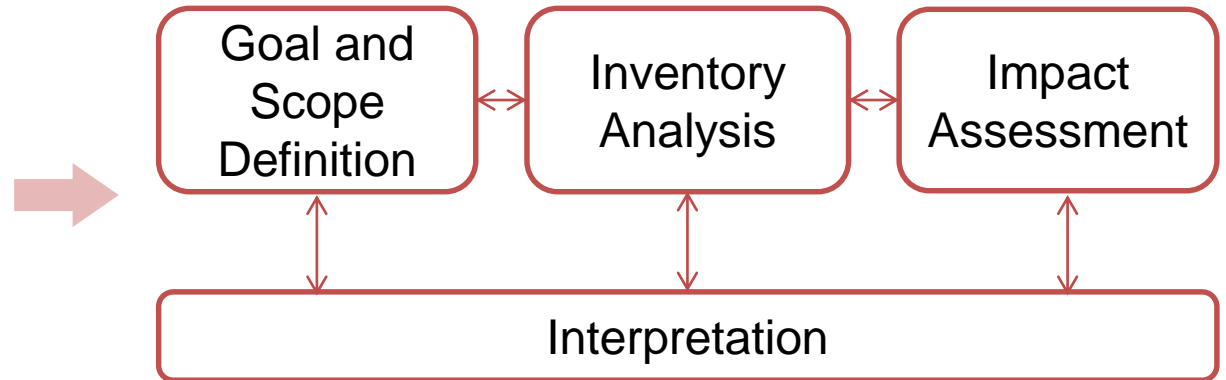 Goal and
Scope
Definition
Inventory
Analysis
Impact
Assessment
Interpretation